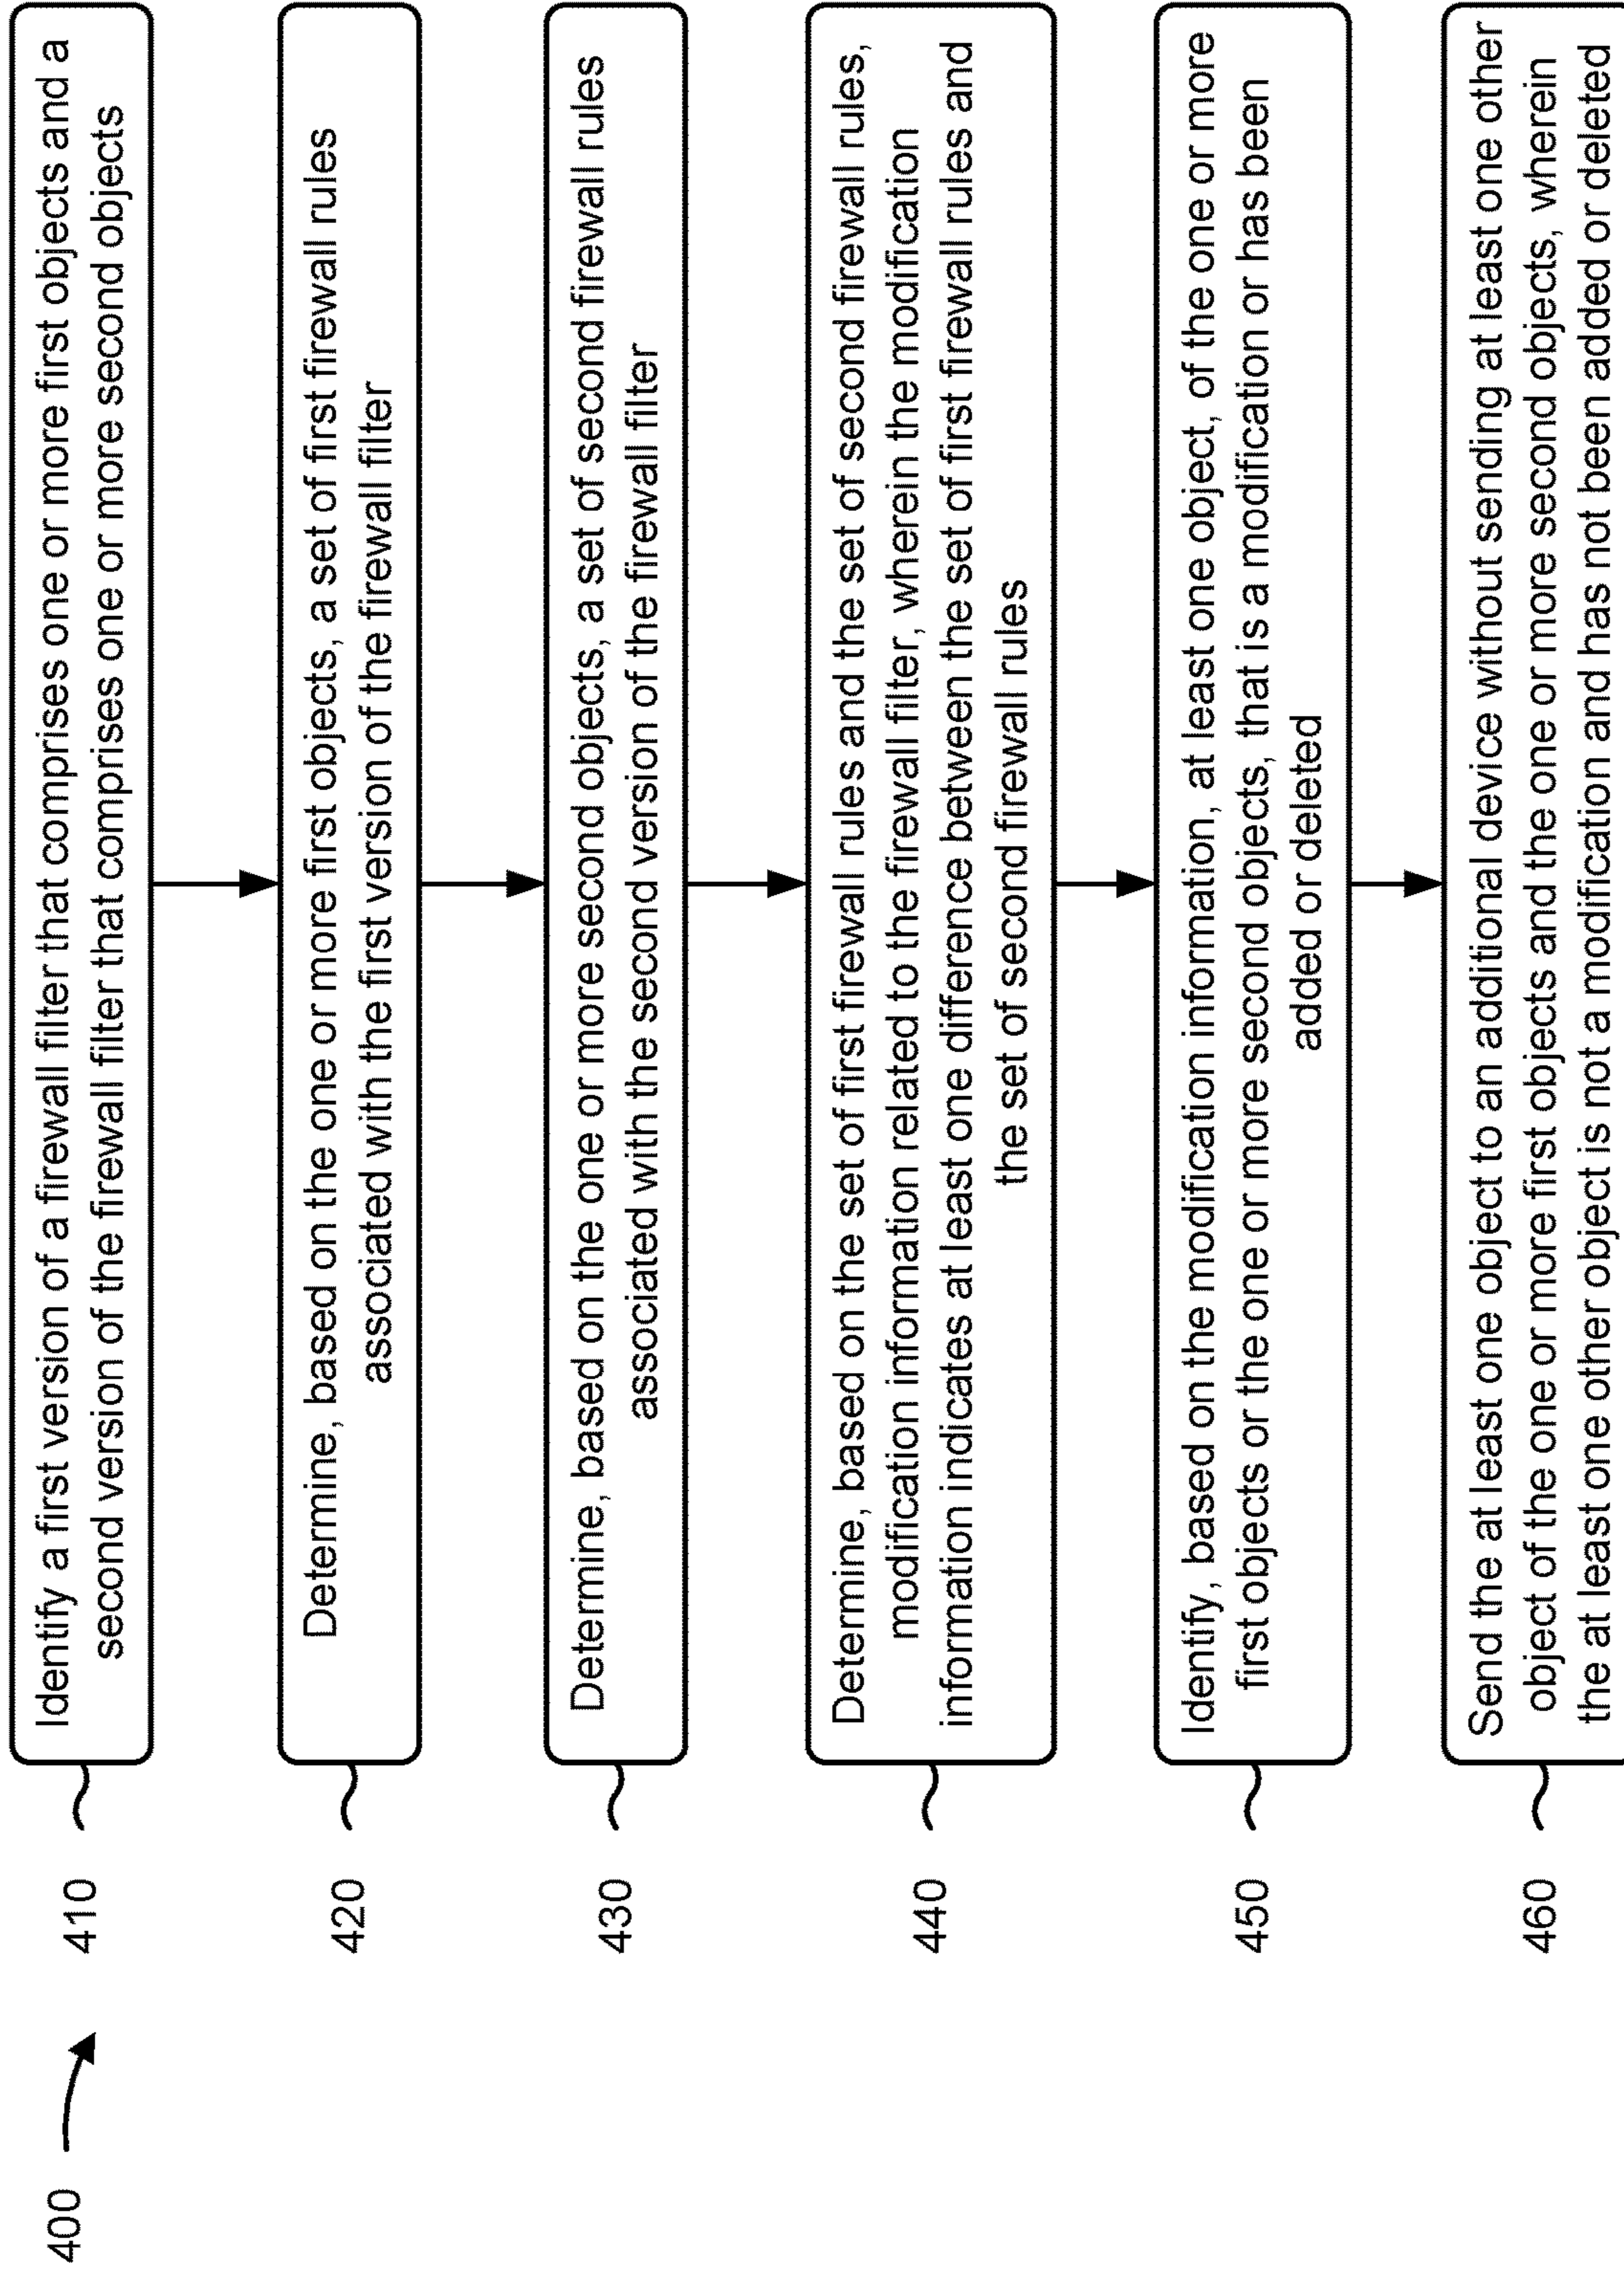 400
410
Identify a first version of a firewall filter that comprises one or more first objects and a
second version of the firewall filter that comprises one or more second objects
420
Determine, based on the one or more first objects, a set of first firewall rules
associated with the first version of the firewall filter
430
Determine, based on the one or more second objects, a set of second firewall rules
associated with the second version of the firewall filter
440
Determine, based on the set of first firewall rules and the set of second firewall rules,
modification information related to the firewall filter, wherein the modification
information indicates at least one difference between the set of first firewall rules and
the set of second firewall rules
450
Identify, based on the modification information, at least one object, of the one or more
first objects or the one or more second objects, that is a modification or has been
added or deleted
460
Send the at least one object to an additional device without sending at least one other
object of the one or more first objects and the one or more second objects, wherein
the at least one other object is not a modification and has not been added or deleted